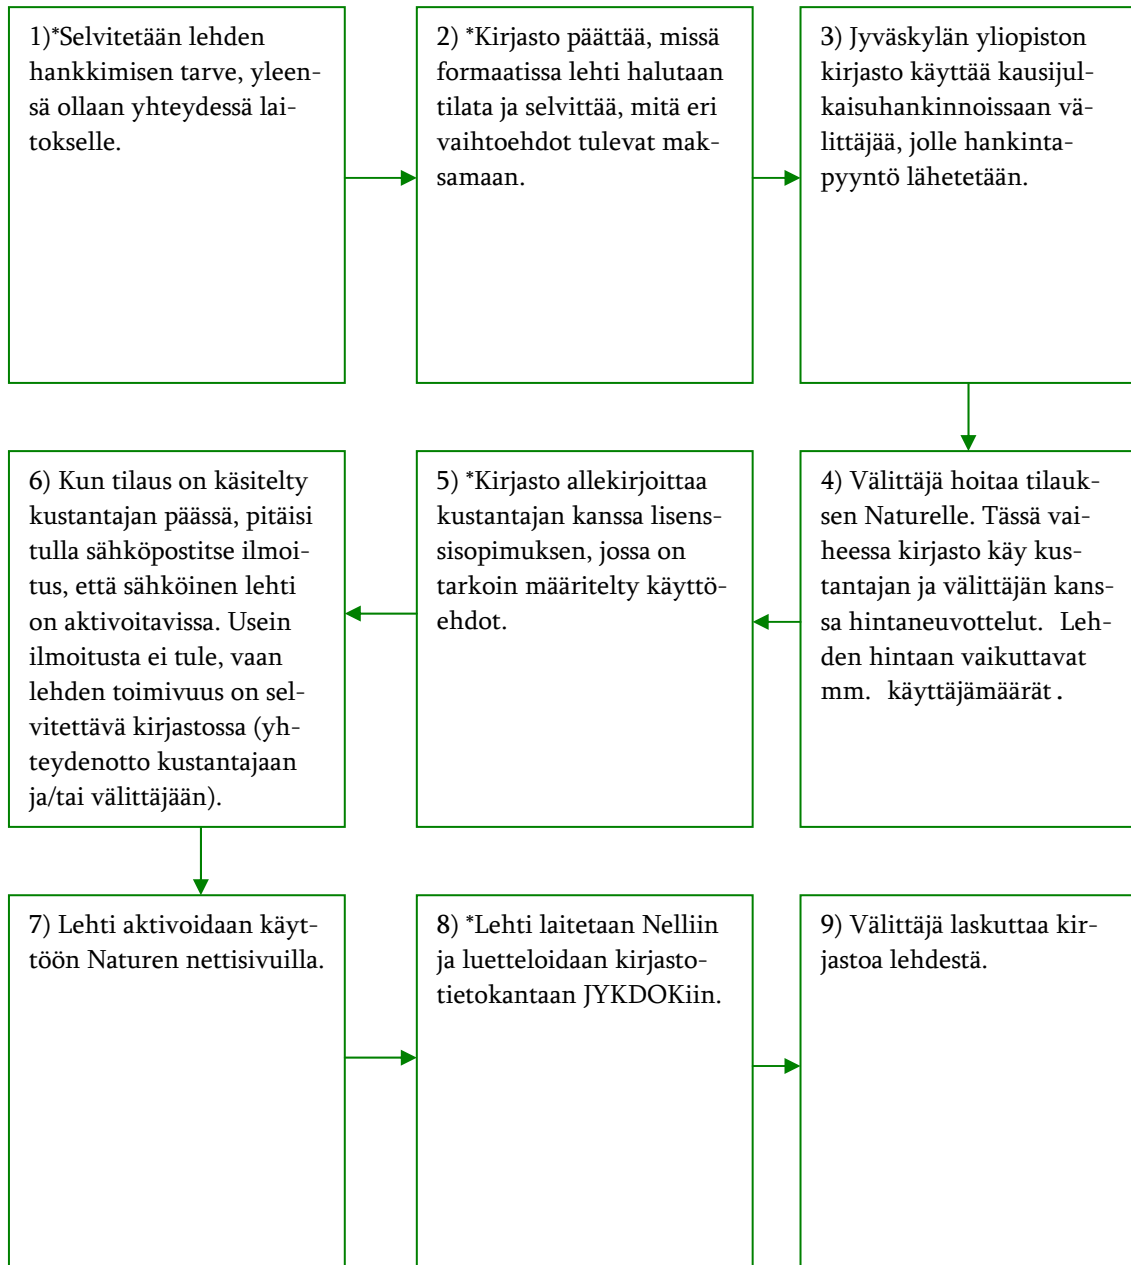 1)*Selvitetään lehden
hankkimisen tarve, yleen-
sä ollaan yhteydessä lai-
tokselle.
2) *Kirjasto päättää, missä
formaatissa lehti halutaan
tilata ja selvittää, mitä eri
vaihtoehdot tulevat mak-
samaan.
3) Jyväskylän yliopiston
kirjasto käyttää kausijul-
kaisuhankinnoissaan vä-
littäjää, jolle hankinta-
pyyntö lähetetään.
4) Välittäjä hoitaa tilauk-
sen Naturelle. Tässä vai-
heessa kirjasto käy kus-
tantajan ja välittäjän kans-
sa hintaneuvottelut. Leh-
den hintaan vaikuttavat
mm. käyttäjämäärät.
5) *Kirjasto allekirjoittaa
kustantajan kanssa lisens-
sisopimuksen, jossa on
tarkoin määritelty käyttö-
ehdot.
6) Kun tilaus on käsitelty
kustantajan päässä, pitäisi
tulla sähköpostitse ilmoi-
tus, että sähköinen lehti
on aktivoitavissa. Usein
ilmoitusta ei tule, vaan
lehden toimivuus on sel-
vitettävä kirjastossa (yh-
teydenotto kustantajaan
ja/tai välittäjään).
7) Lehti aktivoidaan käyt-
töön Naturen nettisivuilla.
8) *Lehti laitetaan Nelliin
ja luetteloidaan kirjasto-
tietokantaan JYKDOKiin.
9) Välittäjä laskuttaa kir-
jastoa lehdestä.